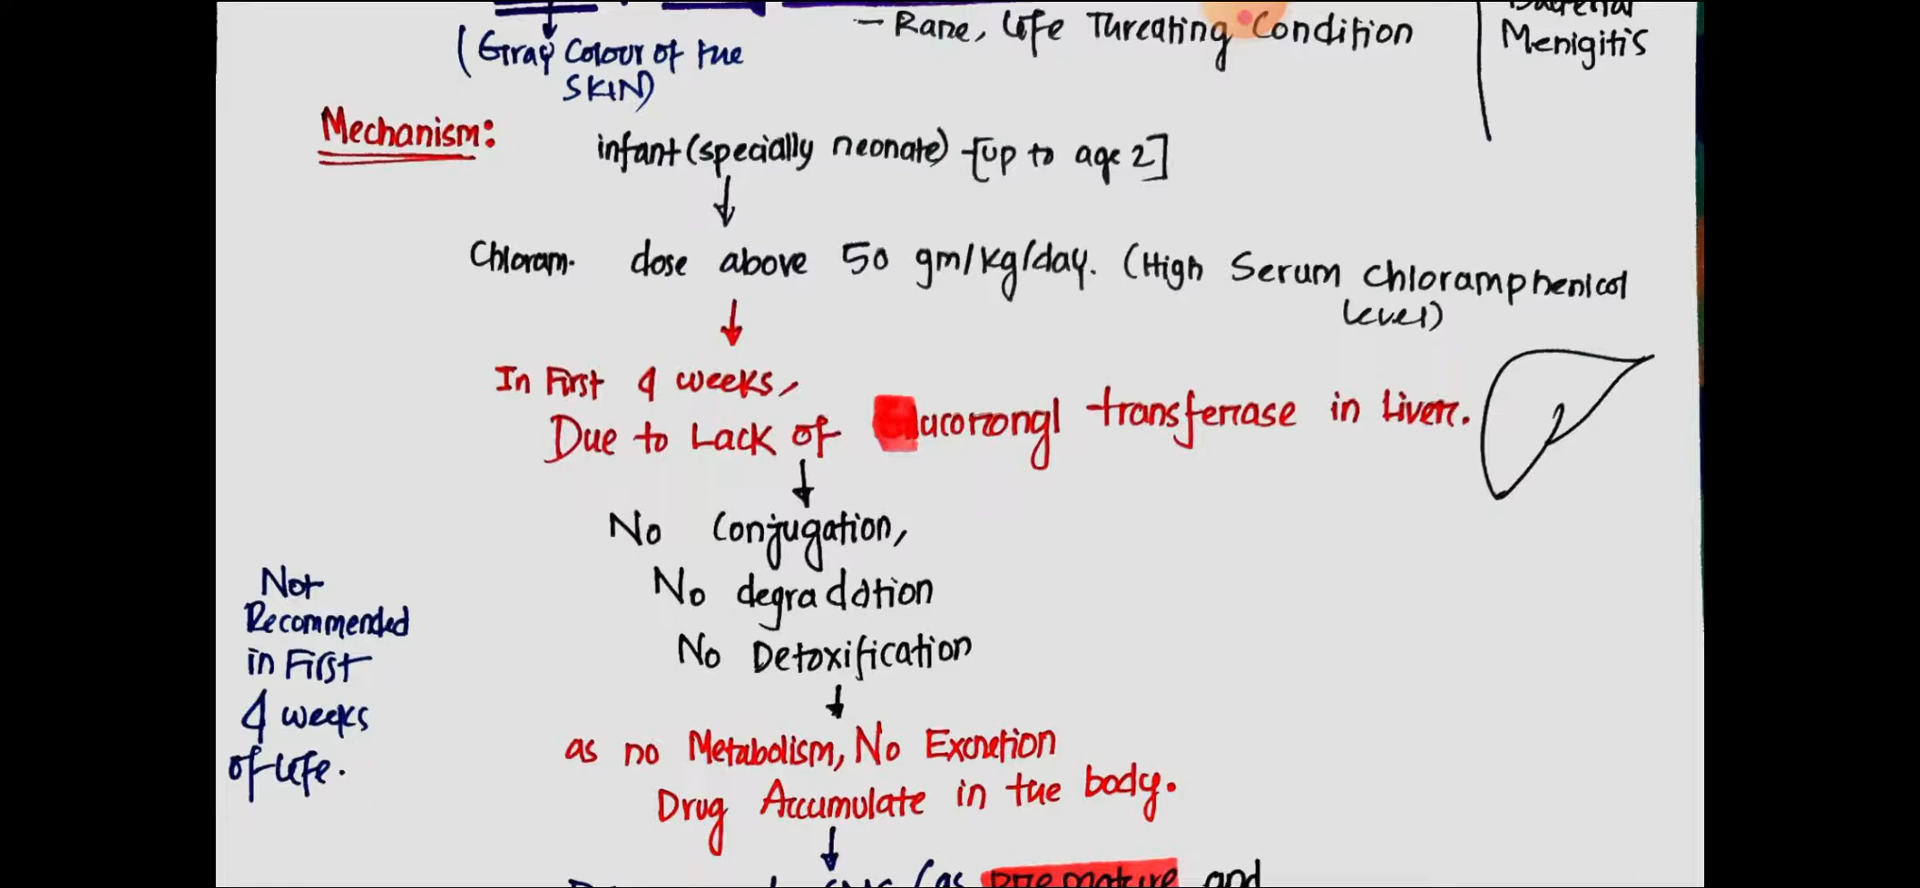 - Rare, Life Threating Condition
Menigitis
(Gray Colour of the
SKIN)
Mechanism:
infant (specially neonate) - [up to age 2]
Chloram. dose above 50 gm/kg/day. (High Serum Chloramphenicol
level)
In First 4 weeks,
Due to Lack of transferase in Liver.
No Conjugation,
No degradation
No Detoxification
Not
Recommended
in First
4 weeks
of Life.
as no Metabolism, No Excretion
Drug Accumulate in the body.
(as premature and